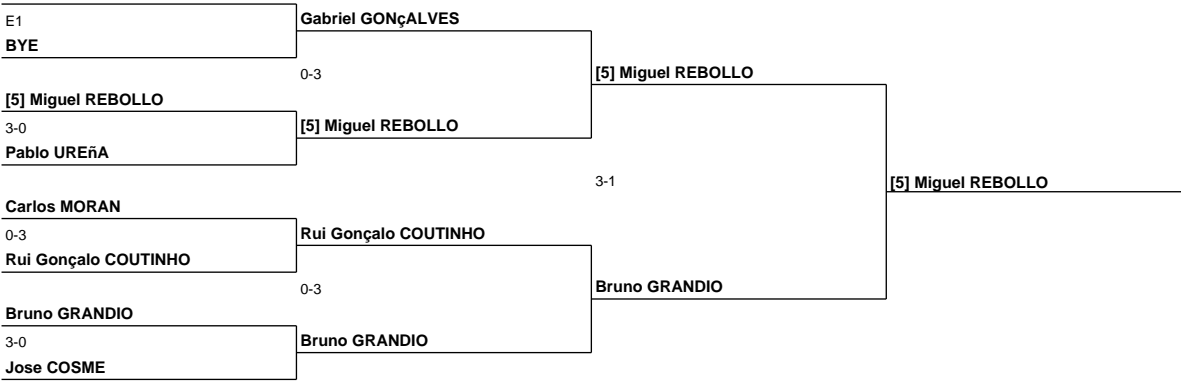 E1
Gabriel GONçALVES
BYE
0-3
[5] Miguel REBOLLO
[5] Miguel REBOLLO
3-0
[5] Miguel REBOLLO
Pablo UREñA
3-1
[5] Miguel REBOLLO
Carlos MORAN
0-3
Rui Gonçalo COUTINHO
Rui Gonçalo COUTINHO
0-3
Bruno GRANDIO
Bruno GRANDIO
3-0
Bruno GRANDIO
Jose COSME